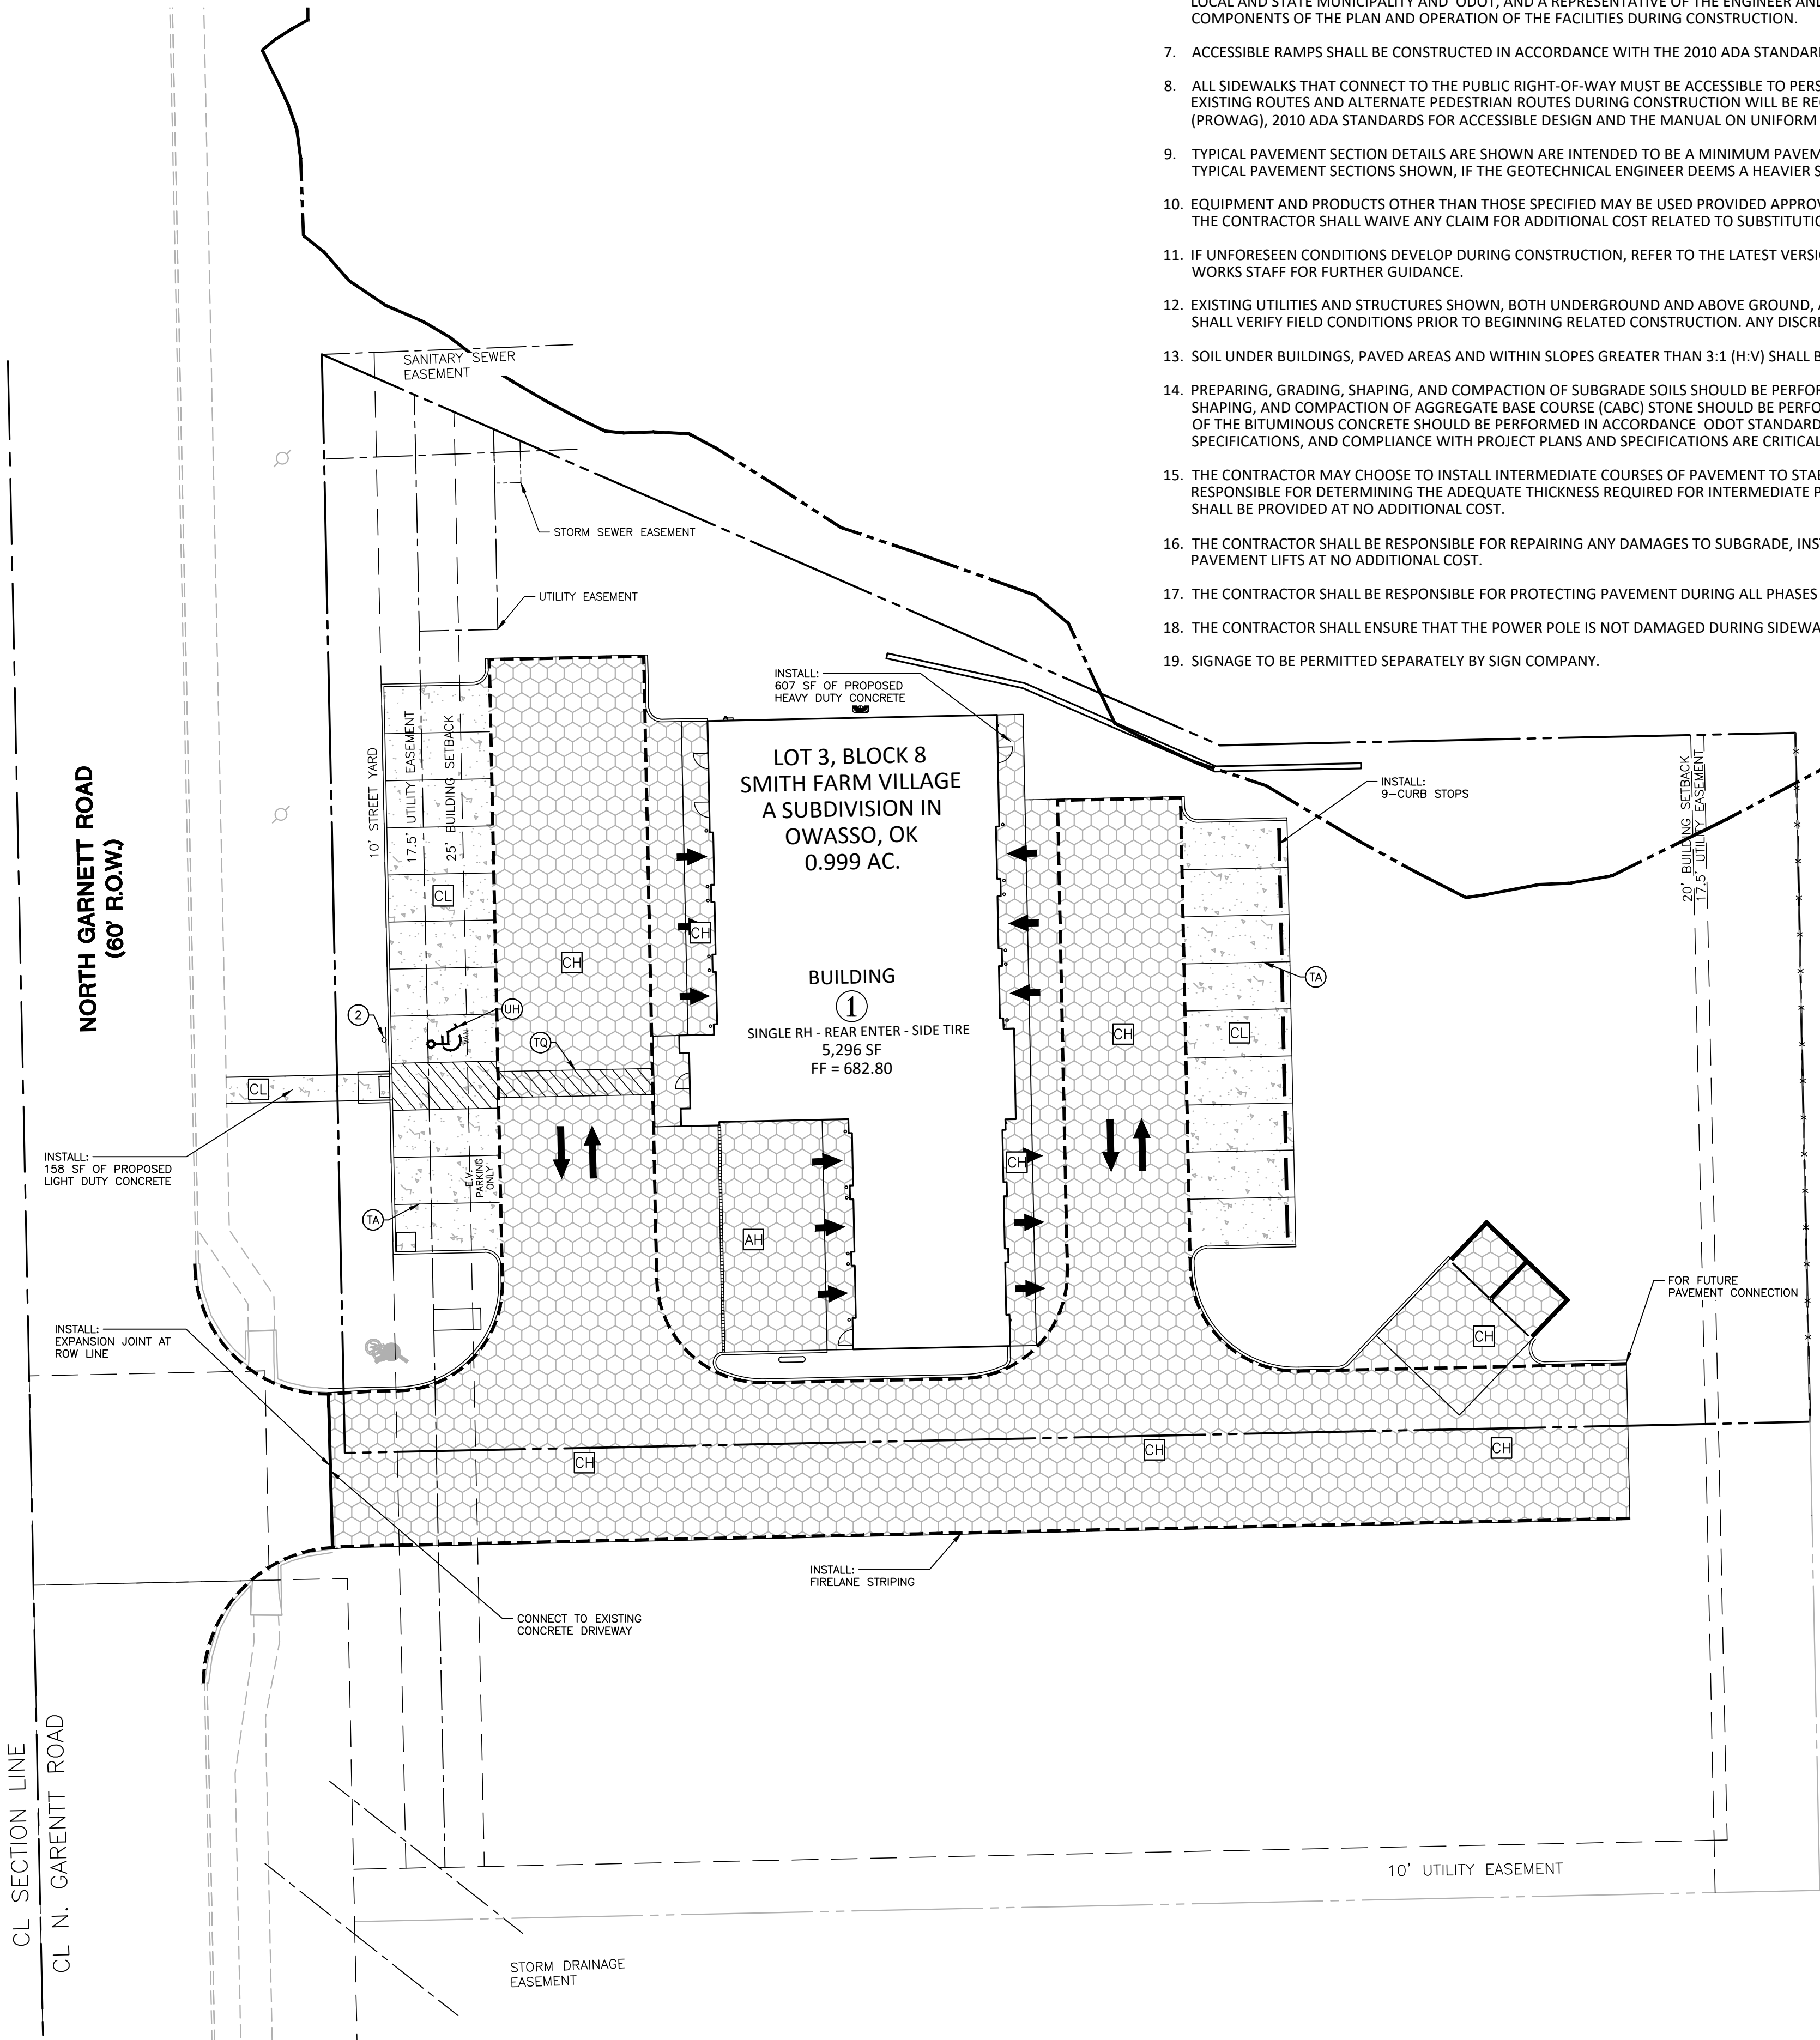 LOCAL AND STATE MUNICIPALITY AND ODOT, AND A REPRESENTATIVE OF THE ENGINEER AND
COMPONENTS OF THE PLAN AND OPERATION OF THE FACILITIES DURING CONSTRUCTION.
7. ACCESSIBLE RAMPS SHALL BE CONSTRUCTED IN ACCORDANCE WITH THE 2010 ADA STANDAR
8. ALL SIDEWALKS THAT CONNECT TO THE PUBLIC RIGHT-OF-WAY MUST BE ACCESSIBLE TO PERS
EXISTING ROUTES AND ALTERNATE PEDESTRIAN ROUTES DURING CONSTRUCTION WILL BE RE
(PROWAG), 2010 ADA STANDARDS FOR ACCESSIBLE DESIGN AND THE MANUAL ON UNIFORM
9. TYPICAL PAVEMENT SECTION DETAILS ARE SHOWN ARE INTENDED TO BE A MINIMUM PAVEM
TYPICAL PAVEMENT SECTIONS SHOWN, IF THE GEOTECHNICAL ENGINEER DEEMS A HEAVIER S
10. EQUIPMENT AND PRODUCTS OTHER THAN THOSE SPECIFIED MAY BE USED PROVIDED APPROV
THE CONTRACTOR SHALL WAIVE ANY CLAIM FOR ADDITIONAL COST RELATED TO SUBSTITUTIO
11. IF UNFORESEEN CONDITIONS DEVELOP DURING CONSTRUCTION, REFER TO THE LATEST VERSI
WORKS STAFF FOR FURTHER GUIDANCE.
12. EXISTING UTILITIES AND STRUCTURES SHOWN, BOTH UNDERGROUND AND ABOVE GROUND, A
SHALL VERIFY FIELD CONDITIONS PRIOR TO BEGINNING RELATED CONSTRUCTION. ANY DISCRE
13. SOIL UNDER BUILDINGS, PAVED AREAS AND WITHIN SLOPES GREATER THAN 3:1 (H:V) SHALL B
14. PREPARING, GRADING, SHAPING, AND COMPACTION OF SUBGRADE SOILS SHOULD BE PERFOR
SHAPING, AND COMPACTION OF AGGREGATE BASE COURSE (CABC) STONE SHOULD BE PERFO
OF THE BITUMINOUS CONCRETE SHOULD BE PERFORMED IN ACCORDANCE ODOT STANDARD
SPECIFICATIONS, AND COMPLIANCE WITH PROJECT PLANS AND SPECIFICATIONS ARE CRITICAL
15. THE CONTRACTOR MAY CHOOSE TO INSTALL INTERMEDIATE COURSES OF PAVEMENT TO STAB
RESPONSIBLE FOR DETERMINING THE ADEQUATE THICKNESS REQUIRED FOR INTERMEDIATE P
SHALL BE PROVIDED AT NO ADDITIONAL COST.
16. THE CONTRACTOR SHALL BE RESPONSIBLE FOR REPAIRING ANY DAMAGES TO SUBGRADE, INS
PAVEMENT LIFTS AT NO ADDITIONAL COST.
17. THE CONTRACTOR SHALL BE RESPONSIBLE FOR PROTECTING PAVEMENT DURING ALL PHASES
18. THE CONTRACTOR SHALL ENSURE THAT THE POWER POLE IS NOT DAMAGED DURING SIDEWA
19. SIGNAGE TO BE PERMITTED SEPARATELY BY SIGN COMPANY.
SANITARY SEWER
EASEMENT
STORM SEWER EASEMENT
UTILITY EASEMENT
INSTALL:
607 SF OF PROPOSED
HEAVY DUTY CONCRETE
INSTALL:
9-CURB STOPS
NORTH GARNETT ROAD
(60' R.O.W.)
10' STREET YARD
17.5' UTILITY EASEMENT
25' BUILDING SETBACK
LOT 3, BLOCK 8
SMITH FARM VILLAGE
A SUBDIVISION IN
OWASSO, OK
0.999 AC.
BUILDING
1
SINGLE RH - REAR ENTER - SIDE TIRE
5,296 SF
FF = 682.80
20' BUILDING SETBACK
17.5' UTILITY EASEMENT
CL
CH
CH
TA
2
UH
VAN
TQ
CH
CL
CL
INSTALL:
158 SF OF PROPOSED
LIGHT DUTY CONCRETE
E.V.
PARKING
ONLY
CH
TA
AH
FOR FUTURE
PAVEMENT CONNECTION
INSTALL:
EXPANSION JOINT AT
ROW LINE
CH
CH
CH
CH
INSTALL:
FIRELANE STRIPING
CONNECT TO EXISTING
CONCRETE DRIVEWAY
CL SECTION LINE
CL N. GARENTT ROAD
10' UTILITY EASEMENT
STORM DRAINAGE
EASEMENT